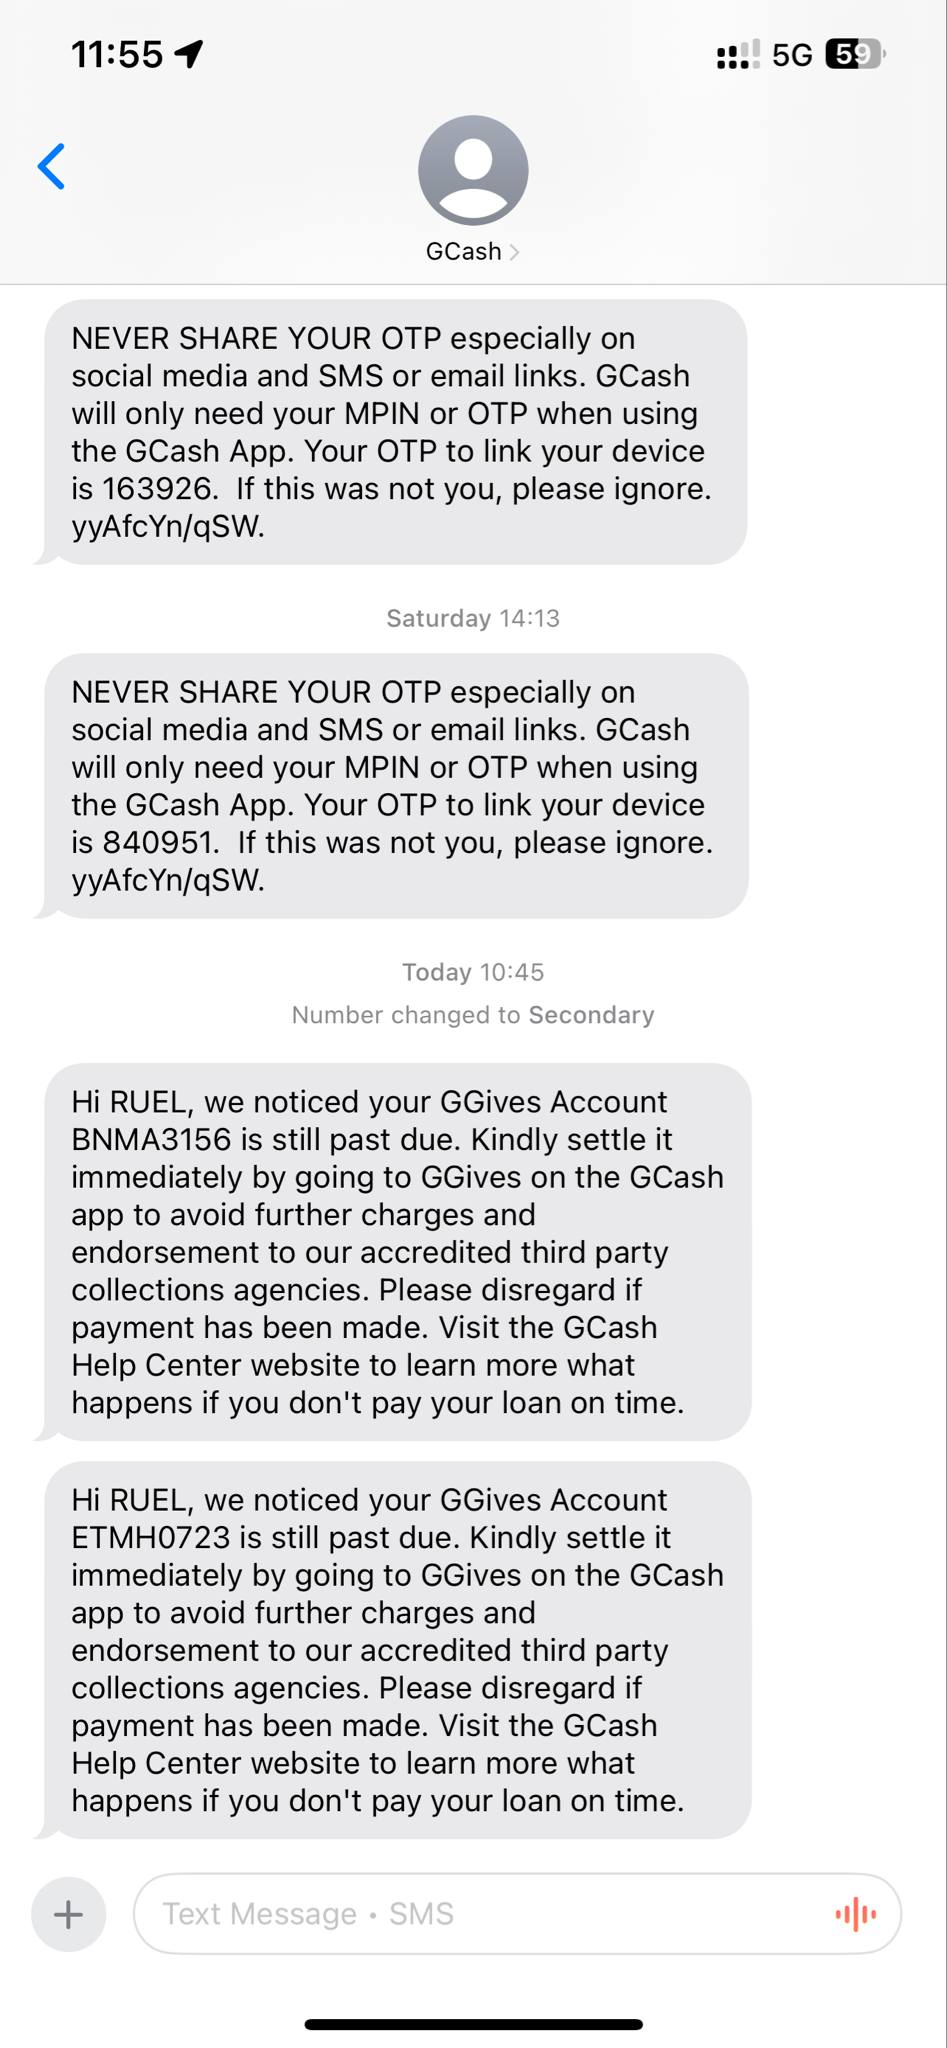 11:55
5G 59
GCash
NEVER SHARE YOUR OTP especially on
social media and SMS or email links. GCash
will only need your MPIN or OTP when using
the GCash App. Your OTP to link your device
is 163926.  If this was not you, please ignore.
yyAfcYn/qSW.
Saturday 14:13
NEVER SHARE YOUR OTP especially on
social media and SMS or email links. GCash
will only need your MPIN or OTP when using
the GCash App. Your OTP to link your device
is 840951.  If this was not you, please ignore.
yyAfcYn/qSW.
Today 10:45
Number changed to Secondary
Hi RUEL, we noticed your GGives Account
BNMA3156 is still past due. Kindly settle it
immediately by going to GGives on the GCash
app to avoid further charges and
endorsement to our accredited third party
collections agencies. Please disregard if
payment has been made. Visit the GCash
Help Center website to learn more what
happens if you don't pay your loan on time.
Hi RUEL, we noticed your GGives Account
ETMH0723 is still past due. Kindly settle it
immediately by going to GGives on the GCash
app to avoid further charges and
endorsement to our accredited third party
collections agencies. Please disregard if
payment has been made. Visit the GCash
Help Center website to learn more what
happens if you don't pay your loan on time.
Text Message • SMS